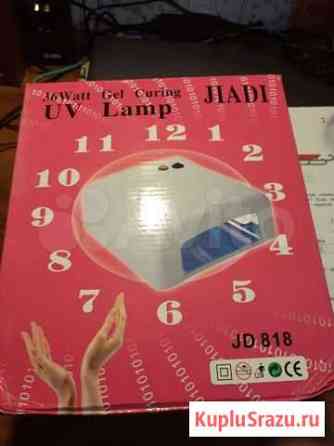 36Watt Gel Curing
UV Lamp
JIADI
11 12 1
10 2
9 3
8 4
7 6 5
JD 818
CE
Avito
KupluSrazu.ru